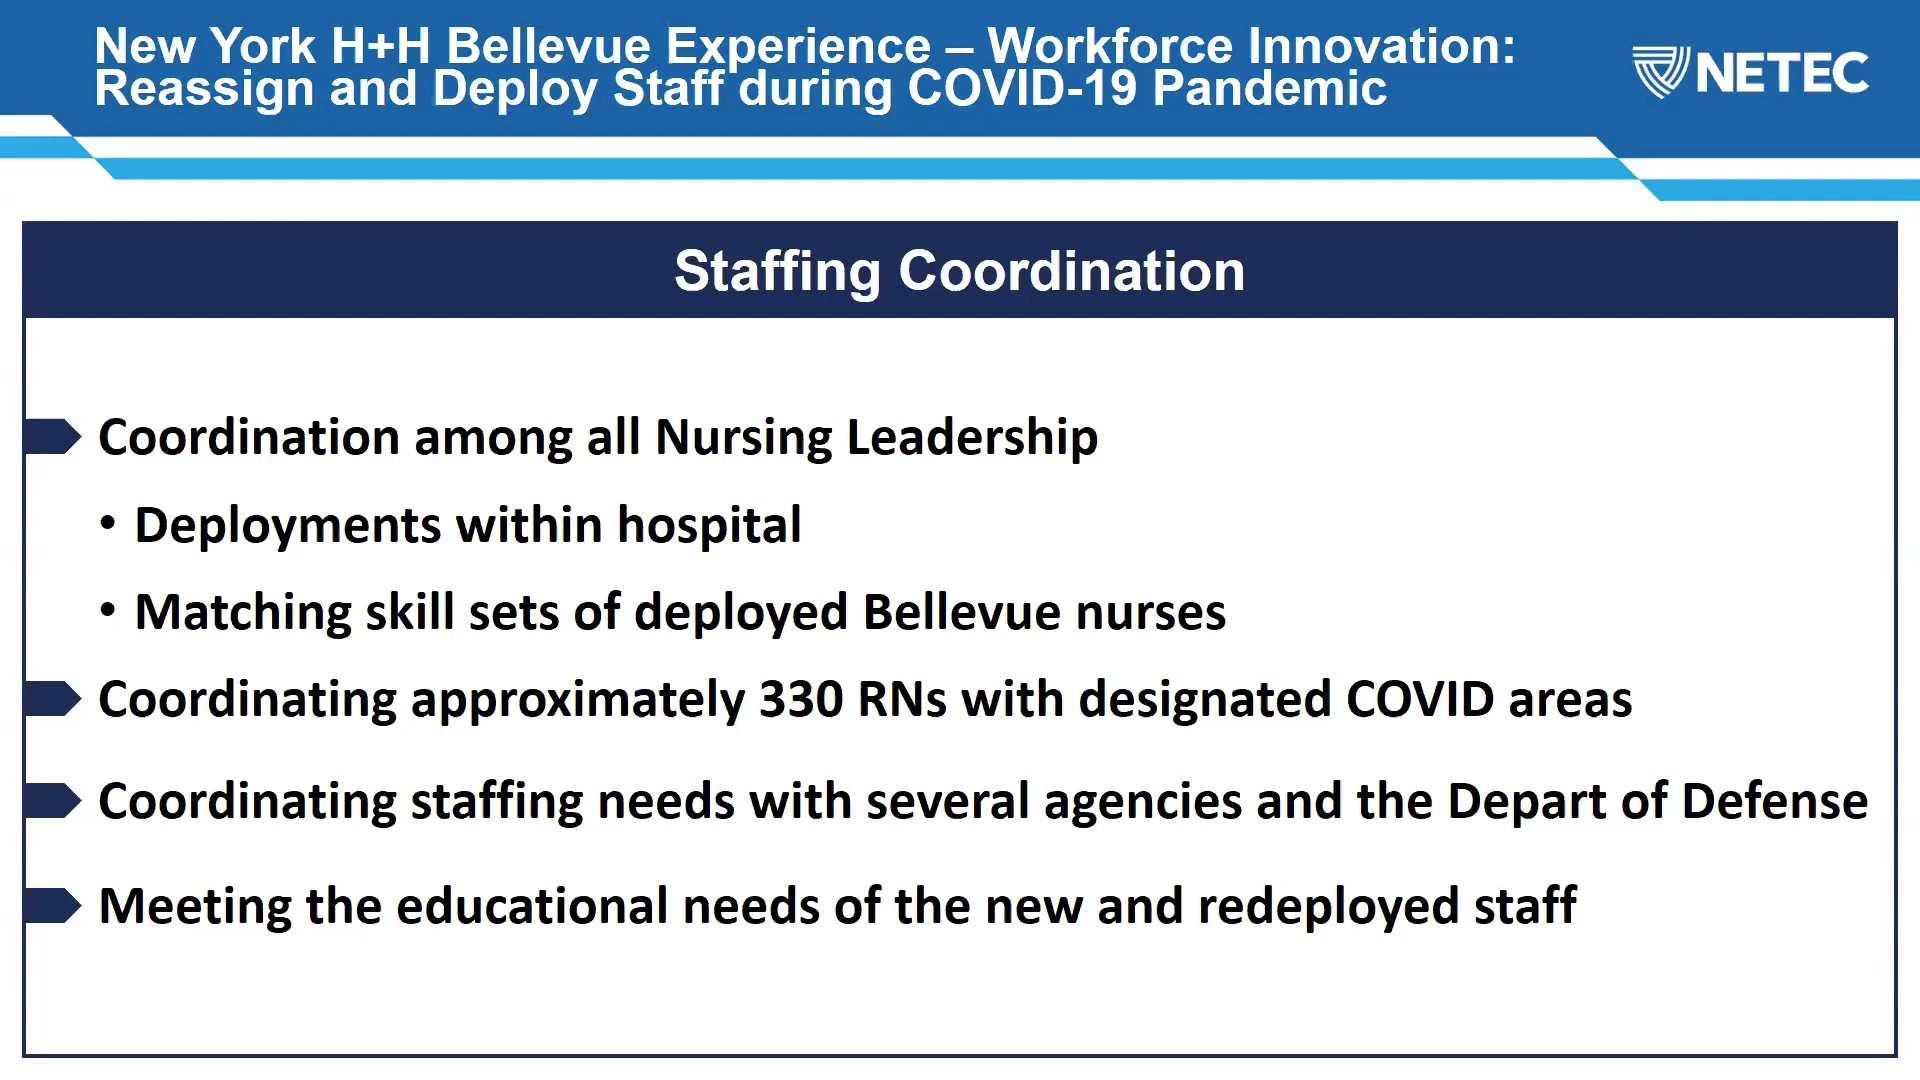 New York H+H Bellevue Experience – Workforce Innovation:
Reassign and Deploy Staff during COVID-19 Pandemic
NETEC
Staffing Coordination
Coordination among all Nursing Leadership
• Deployments within hospital
• Matching skill sets of deployed Bellevue nurses
Coordinating approximately 330 RNs with designated COVID areas
Coordinating staffing needs with several agencies and the Depart of Defense
Meeting the educational needs of the new and redeployed staff